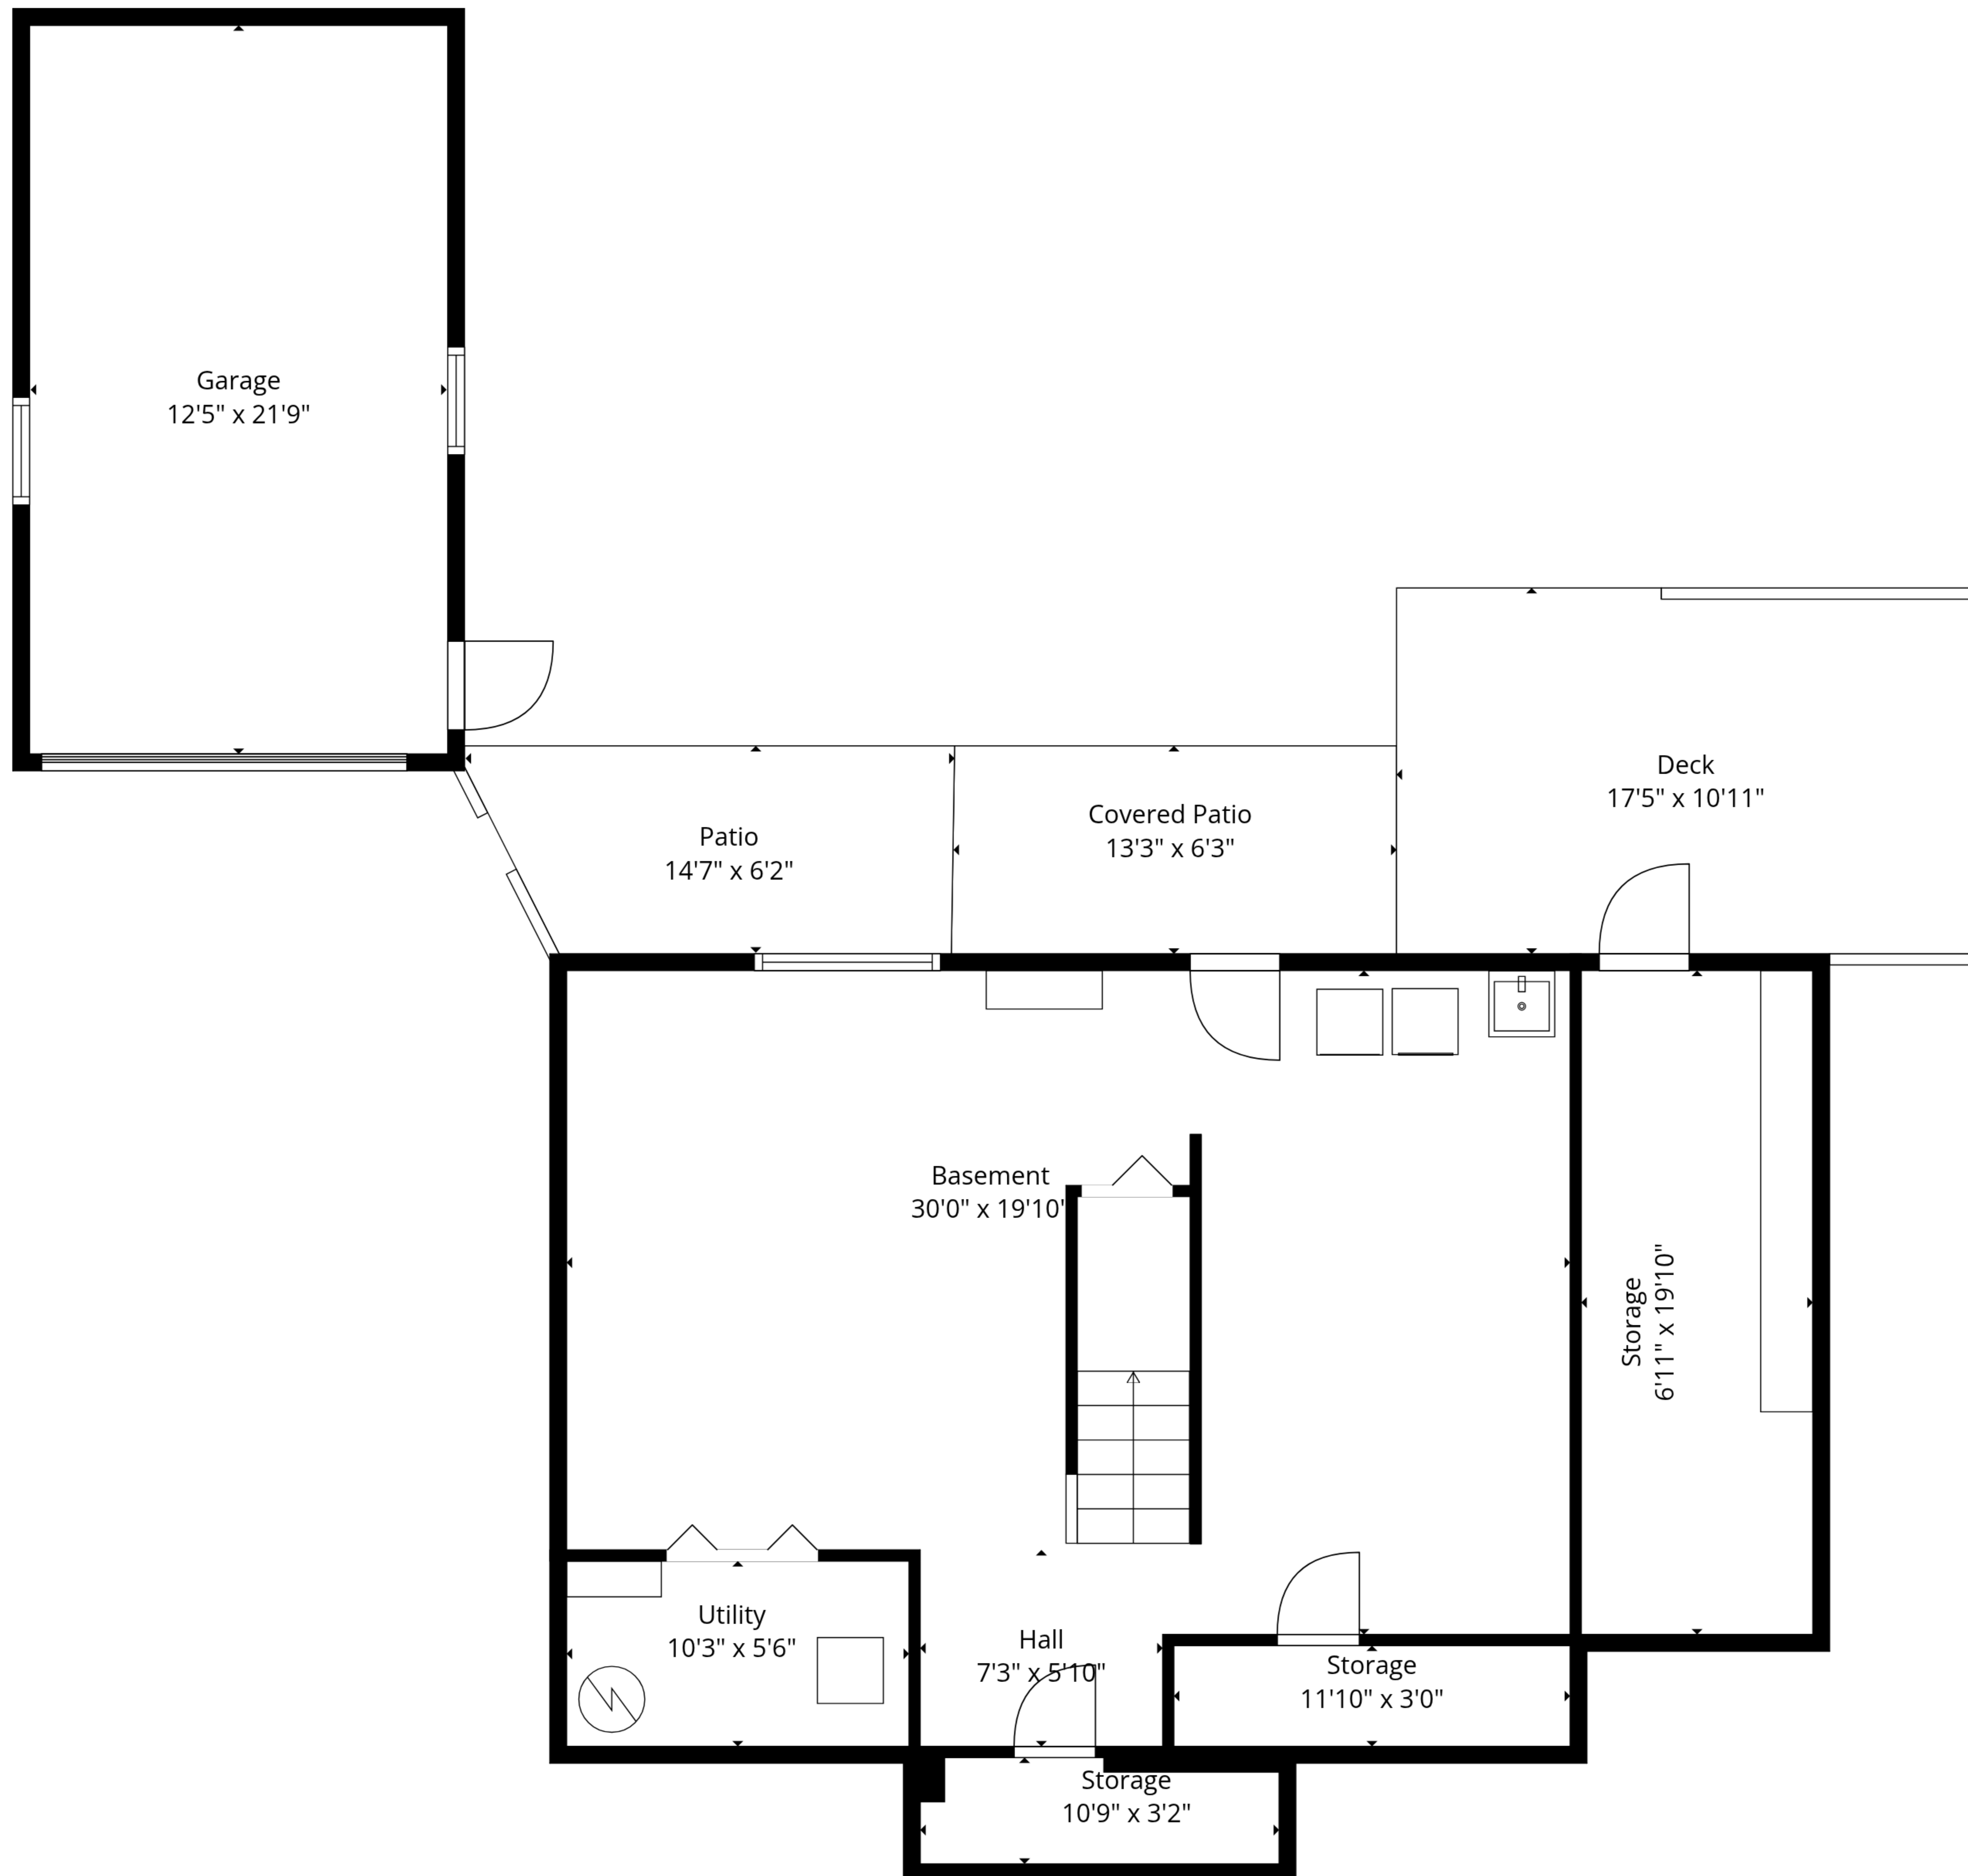 Garage
12'5" x 21'9"
Deck
17'5" x 10'11"
Covered Patio
13'3" x 6'3"
Patio
14'7" x 6'2"
Basement
30'0" x 19'10'
Storage
6'11" x 19'10"
Utility
10'3" x 5'6"
Hall
7'3" x 5'10"
Storage
11'10" x 3'0"
Storage
10'9" x 3'2"